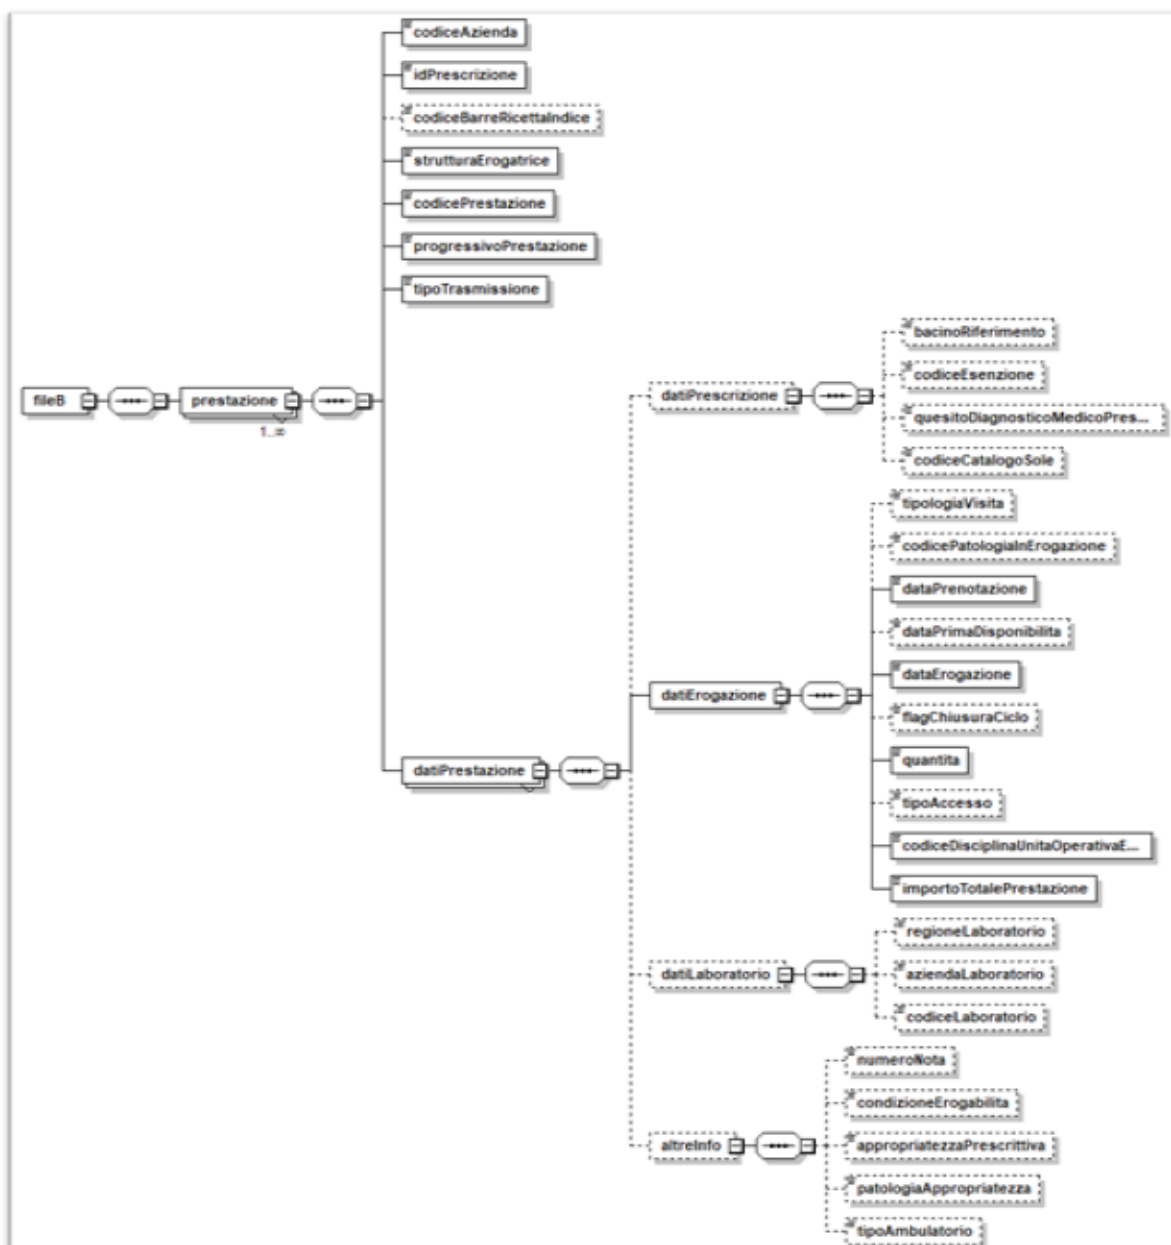 codiceAzienda
idPrescrizione
codiceBarreRicettaIndice
strutturaErogatrice
codicePrestazione
progressivoPrestazione
tipoTrasmissione
fileB
prestazione
1..∞
datiPrestazione
datiPrescrizione
bacinoRiferimento
codiceEsenzione
quesitoDiagnosticoMedicoPres...
codiceCatalogoSole
datiErogazione
tipologiaVisita
codicePatologiaInErogazione
dataPrenotazione
dataPrimaDisponibilita
dataErogazione
flagChiusuraCiclo
quantita
tipoAccesso
codiceDisciplinaUnitaOperativaE...
importoTotalePrestazione
datiLaboratorio
regioneLaboratorio
aziendaLaboratorio
codiceLaboratorio
altreInfo
numeroNota
condizioneErogabilita
appropriatezzaPrescrittiva
patologiaAppropriatezza
tipoAmbulatorio